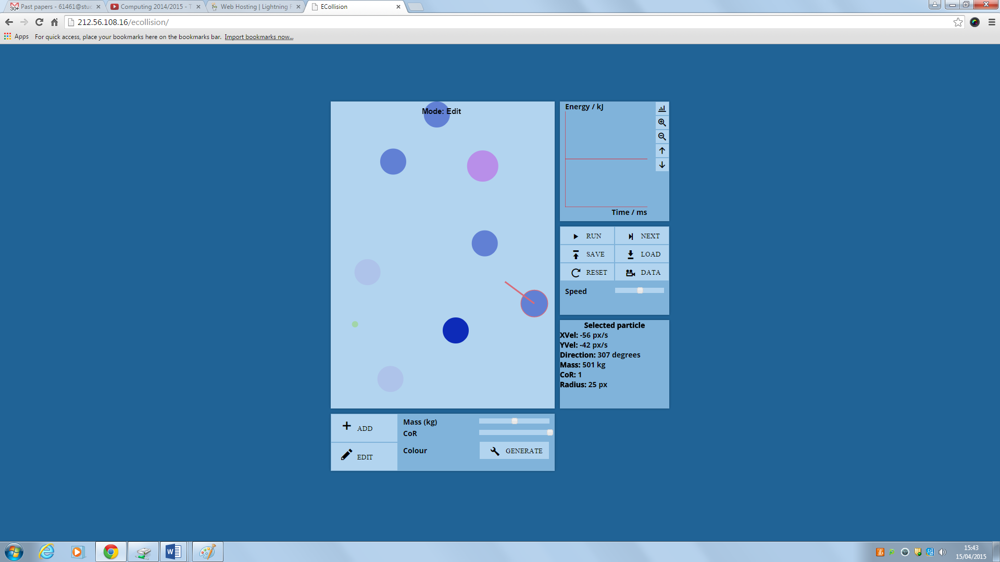 30+ Past papers - 61461@stuc
Computing 2014/2015 - T
Web Hosting | Lightning F
ECollision
212.56.108.16/ecollision/
Apps For quick access, place your bookmarks here on the bookmarks bar. Import bookmarks now...
Mode: Edit
Energy / kJ
Time / ms
RUN NEXT
SAVE LOAD
RESET DATA
Speed
Selected particle
XVel: -56 px/s
YVel: -42 px/s
Direction: 307 degrees
Mass: 501 kg
CoR: 1
Radius: 25 px
ADD
EDIT
Mass (kg)
CoR
Colour GENERATE
15:43
15/04/2015